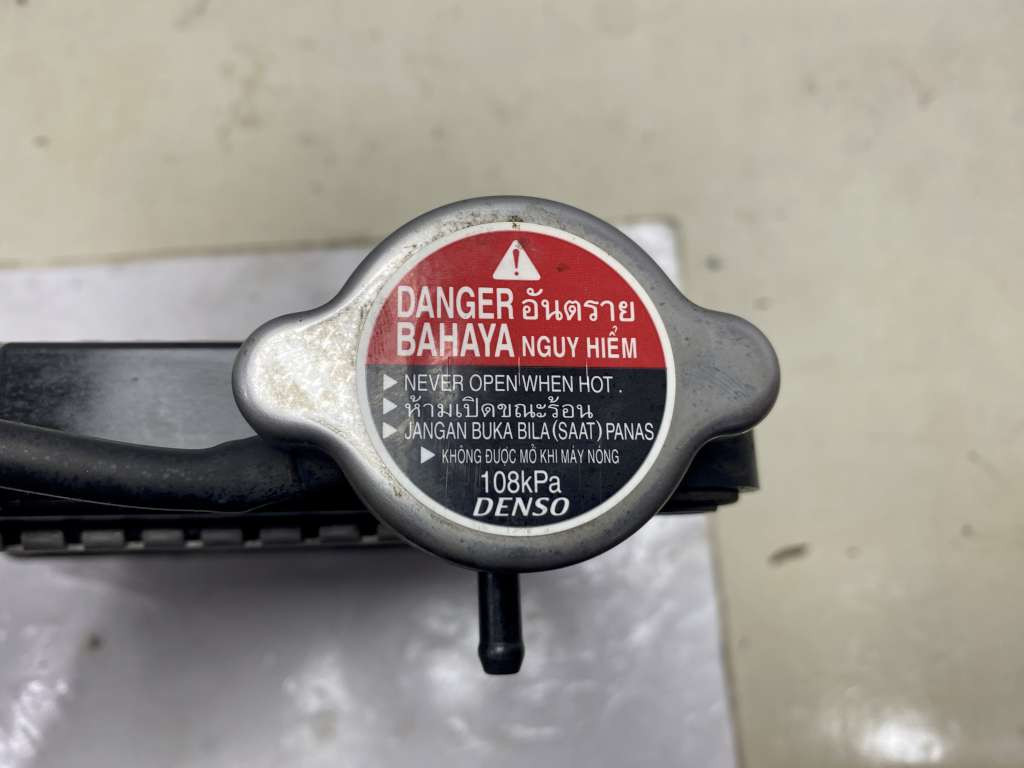 DANGER อันตราย
BAHAYA NGUY HIỂM
▶ NEVER OPEN WHEN HOT .
▶ ห้ามเปิดขณะร้อน
▶ JANGAN BUKA BILA (SAAT) PANAS
▶ KHÔNG ĐƯỢC MỞ KHI MÁY NÓNG
108kPa
DENSO